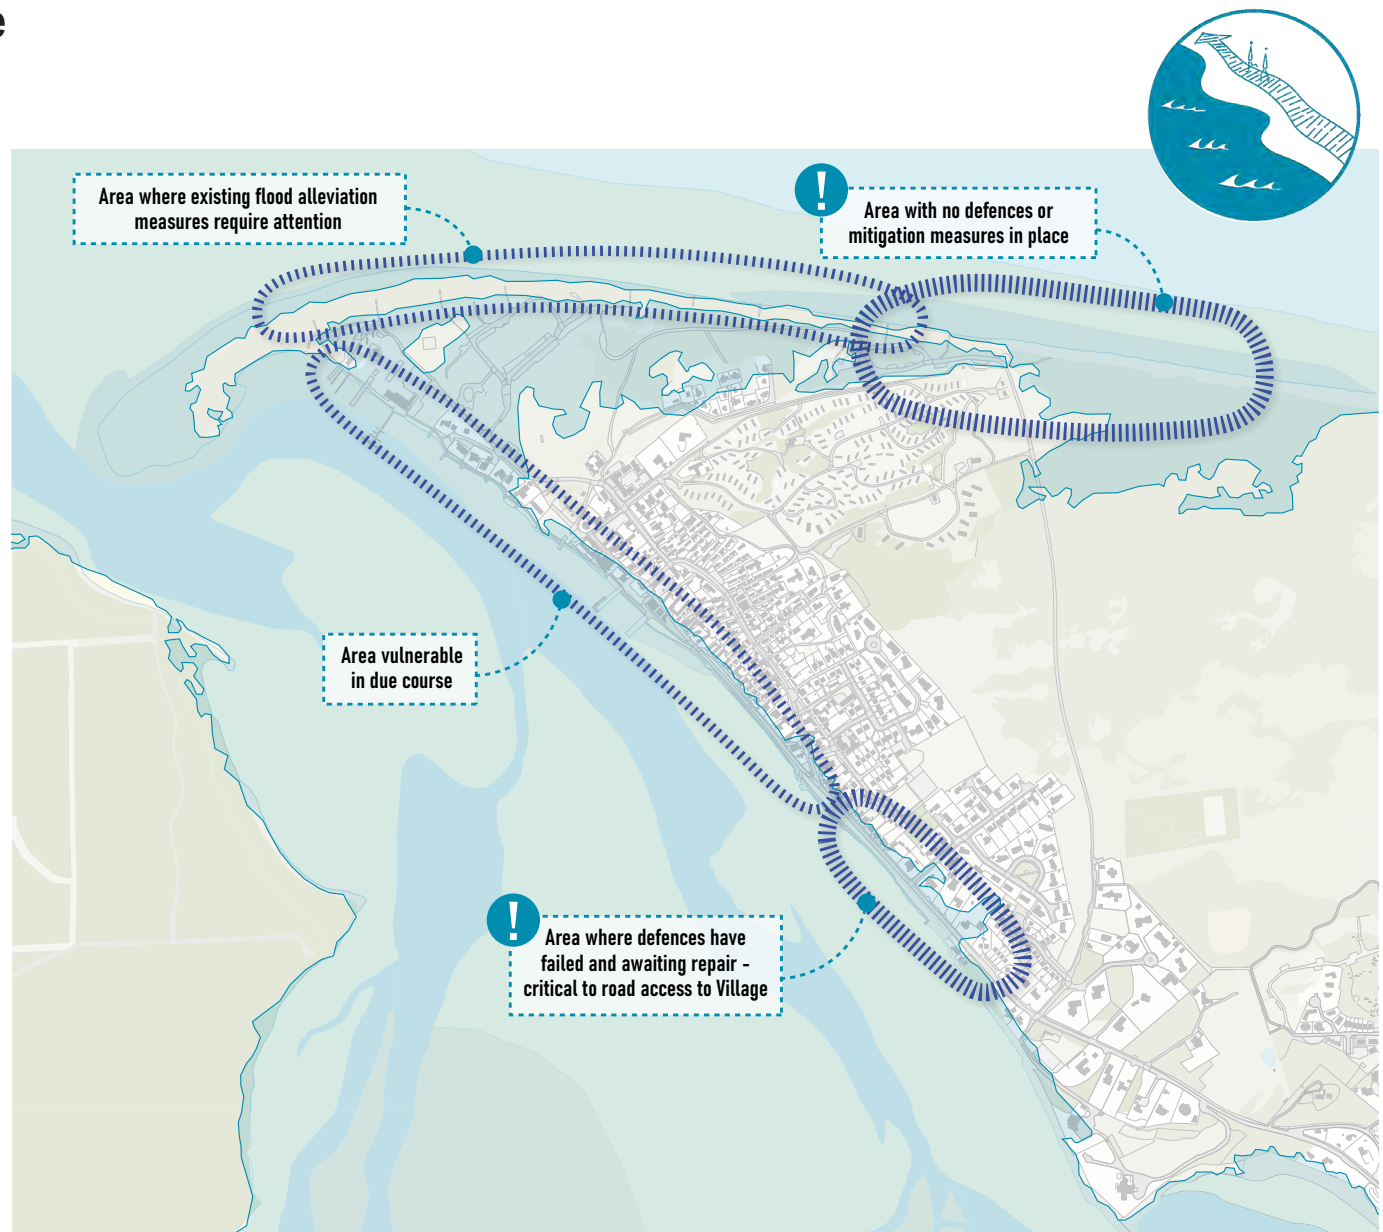 e
Area where existing flood alleviation
measures require attention
!
Area with no defences or
mitigation measures in place
Area vulnerable
in due course
!
Area where defences have
failed and awaiting repair -
critical to road access to Village